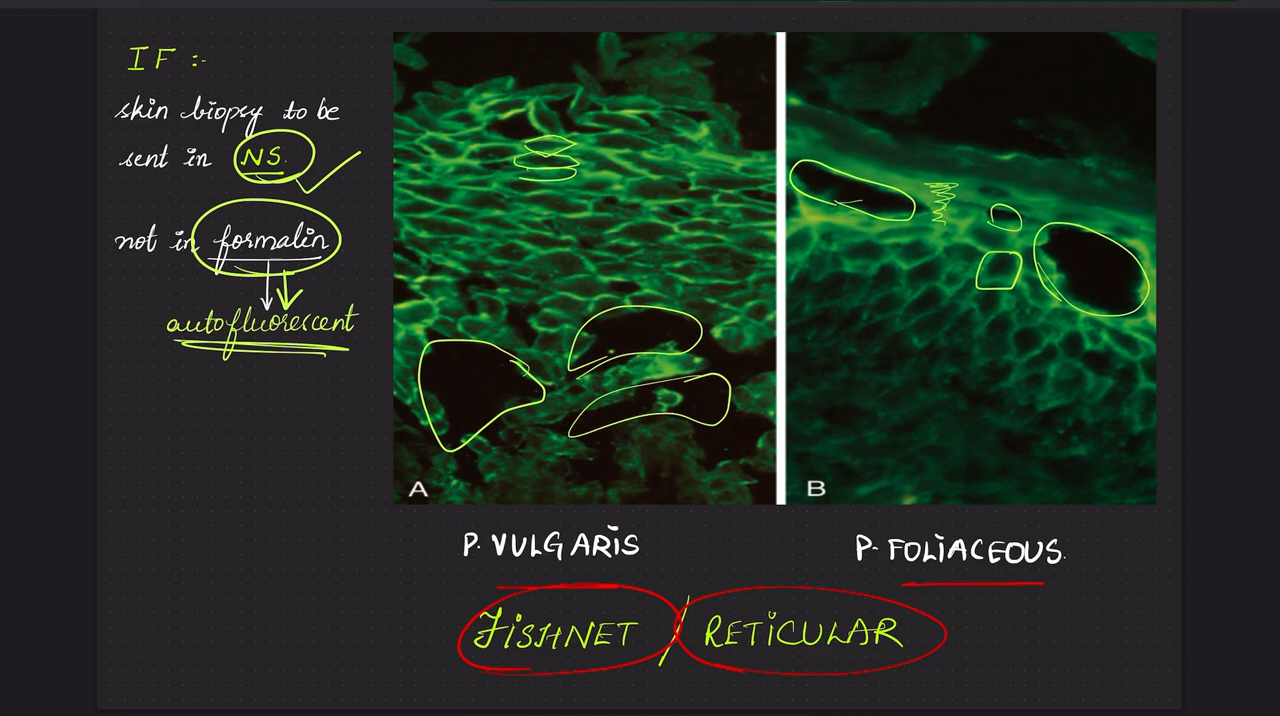 IF :-
skin biopsy to be
sent in NS.
not in formalin
autofluorescent
A
B
P. VULGARIS
P. FOLIACEOUS.
FISHNET / RETICULAR